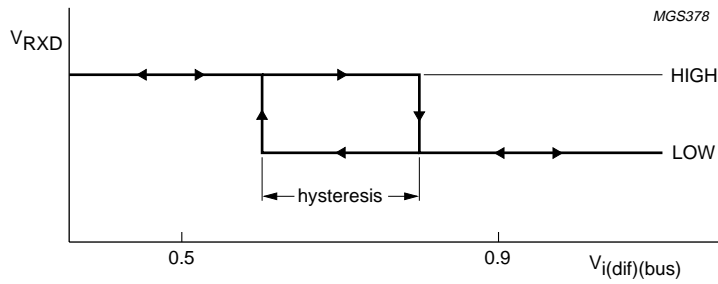 MGS378
VRXD
HIGH
LOW
hysteresis
0.5
0.9
Vi(dif)(bus)